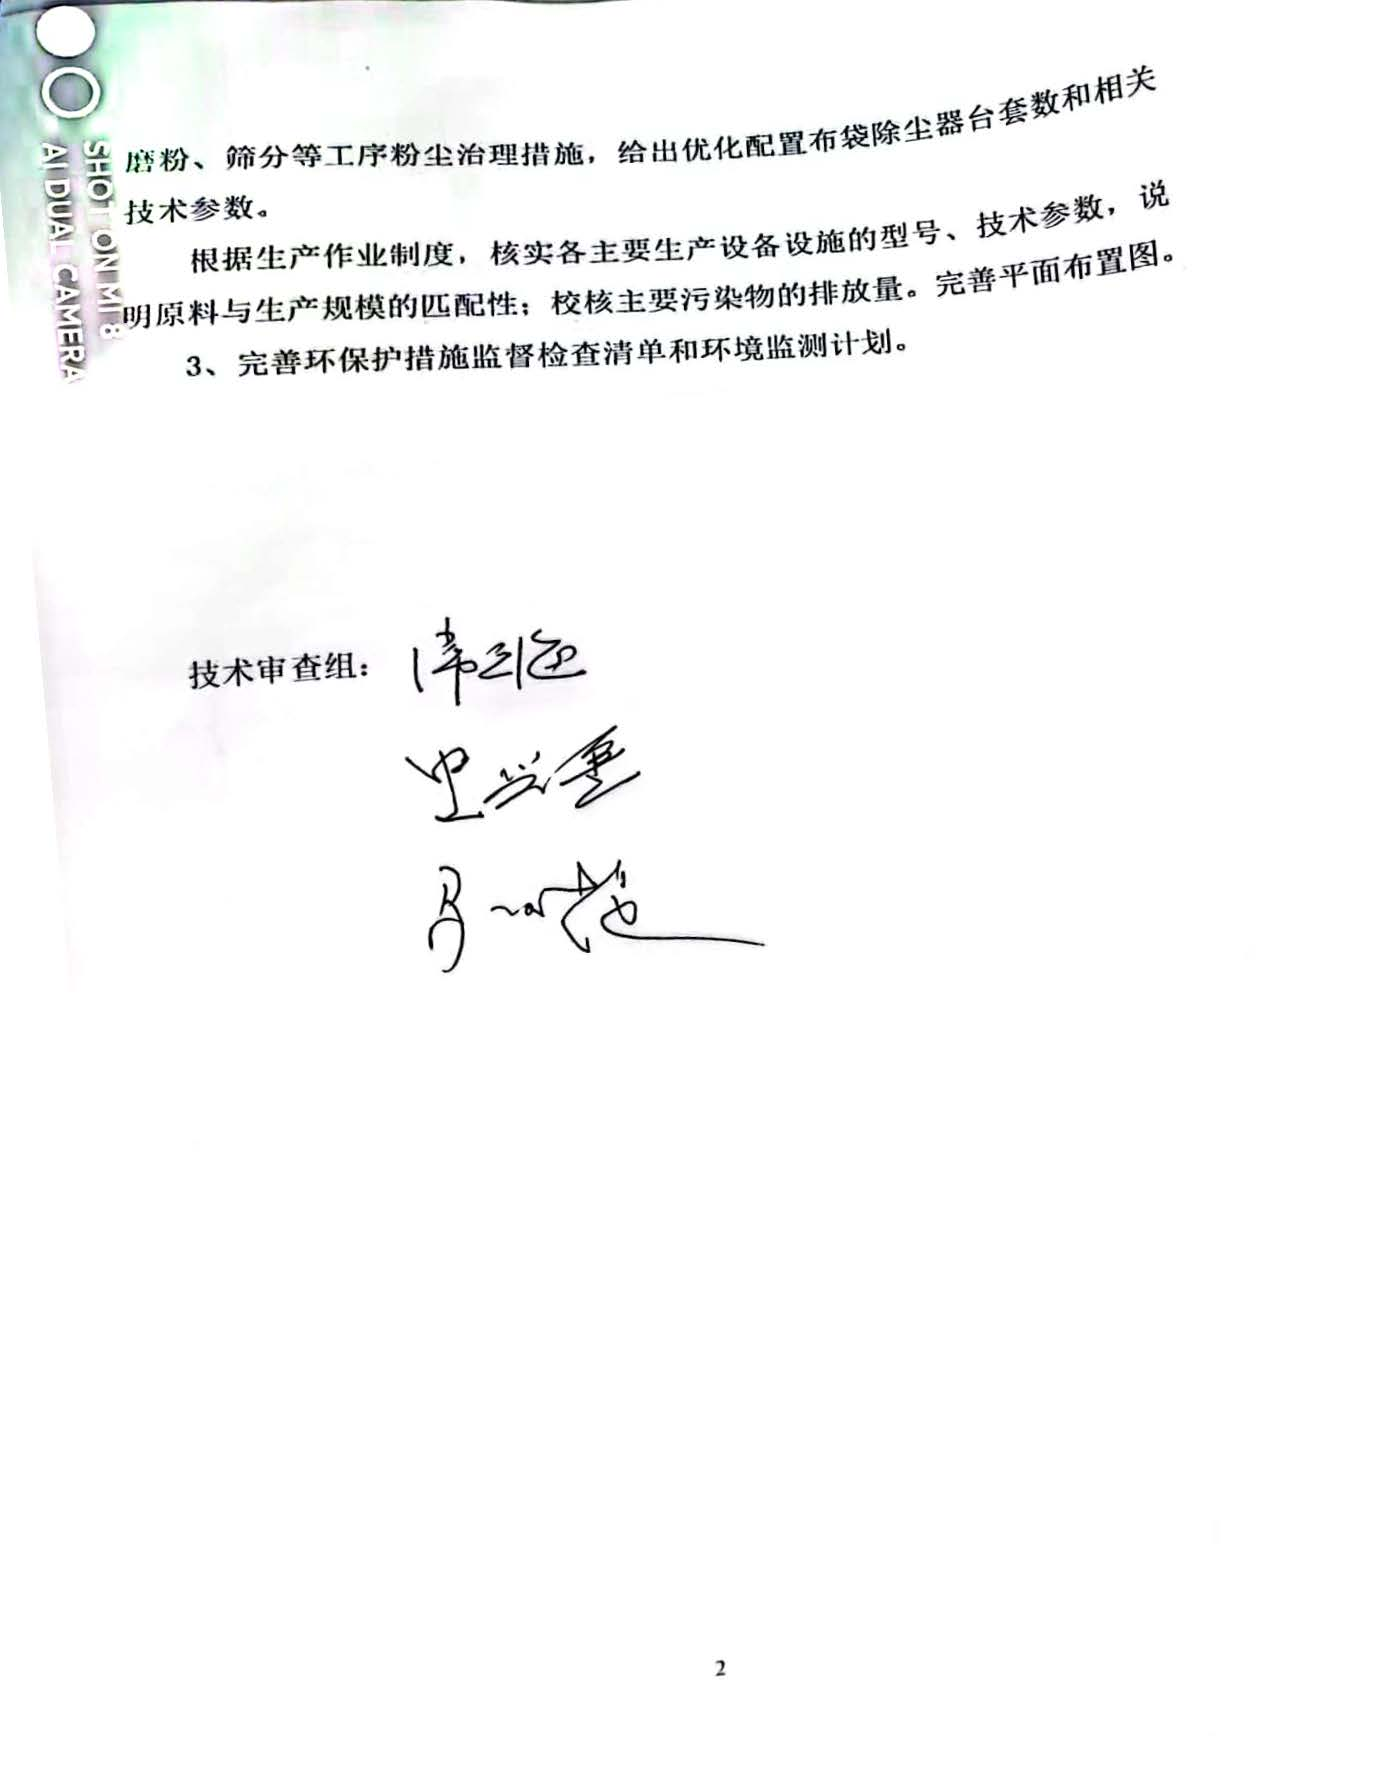 磨粉、筛分等工序粉尘治理措施，给出优化配置布袋除尘器台套数和相关
技术参数。
根据生产作业制度，核实各主要生产设备设施的型号、技术参数，说
明原料与生产规模的匹配性；校核主要污染物的排放量。完善平面布置图。
3、完善环保护措施监督检查清单和环境监测计划。
技术审查组：
2
SHOT ON MI 8
AI DUAL CAMERA